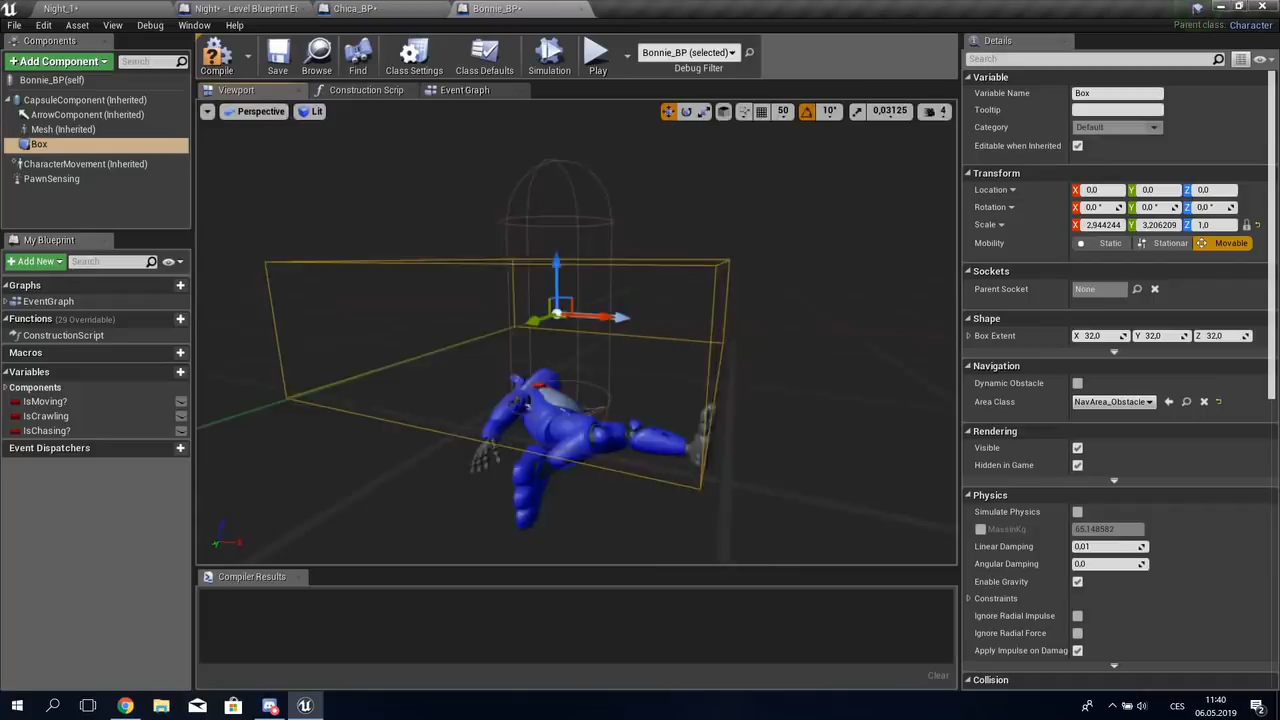 Night_1•
Night• - Level Blueprint Ec
Chica_BP•
Bonnie_BP•
Parent class: Character
File Edit Asset View Debug Window Help
Components
+ Add Component
Search
Bonnie_BP(self)
CapsuleComponent (Inherited)
ArrowComponent (Inherited)
Mesh (Inherited)
Box
CharacterMovement (Inherited)
PawnSensing
My Blueprint
+ Add New
Search
Graphs
EventGraph
Functions (29 Overridable)
ConstructionScript
Macros
Variables
Components
IsMoving?
IsCrawling
IsChasing?
Event Dispatchers
Compile
Save
Browse
Find
Class Settings
Class Defaults
Simulation
Play
Bonnie_BP (selected)
Debug Filter
Viewport
Construction Scrip
Event Graph
Perspective
Lit
50
10°
0,03125
4
Compiler Results
Clear
Details
Search
Variable
Variable Name Box
Tooltip
Category Default
Editable when Inherited
Transform
Location X 0,0 Y 0,0 Z 0,0
Rotation X 0,0 ° Y 0,0 ° Z 0,0 °
Scale X 2,944244 Y 3,206209 Z 1,0
Mobility Static Stationar Movable
Sockets
Parent Socket None
Shape
Box Extent X 32,0 Y 32,0 Z 32,0
Navigation
Dynamic Obstacle
Area Class NavArea_Obstacle
Rendering
Visible
Hidden in Game
Physics
Simulate Physics
MassInKg 65,148582
Linear Damping 0,01
Angular Damping 0,0
Enable Gravity
Constraints
Ignore Radial Impulse
Ignore Radial Force
Apply Impulse on Damag
Collision
CES
11:40
06.05.2019
2